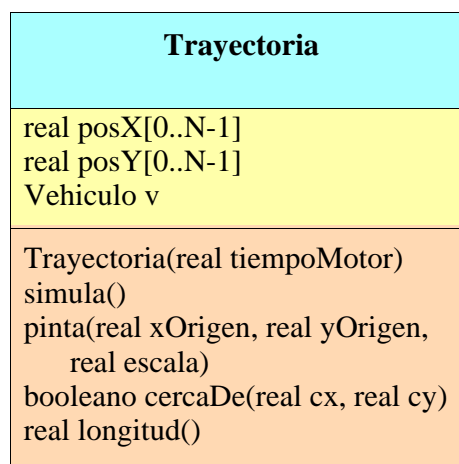 Trayectoria
real posX[0..N-1]
real posY[0..N-1]
Vehiculo v
Trayectoria(real tiempoMotor)
simula()
pinta(real xOrigen, real yOrigen,
real escala)
booleano cercaDe(real cx, real cy)
real longitud()